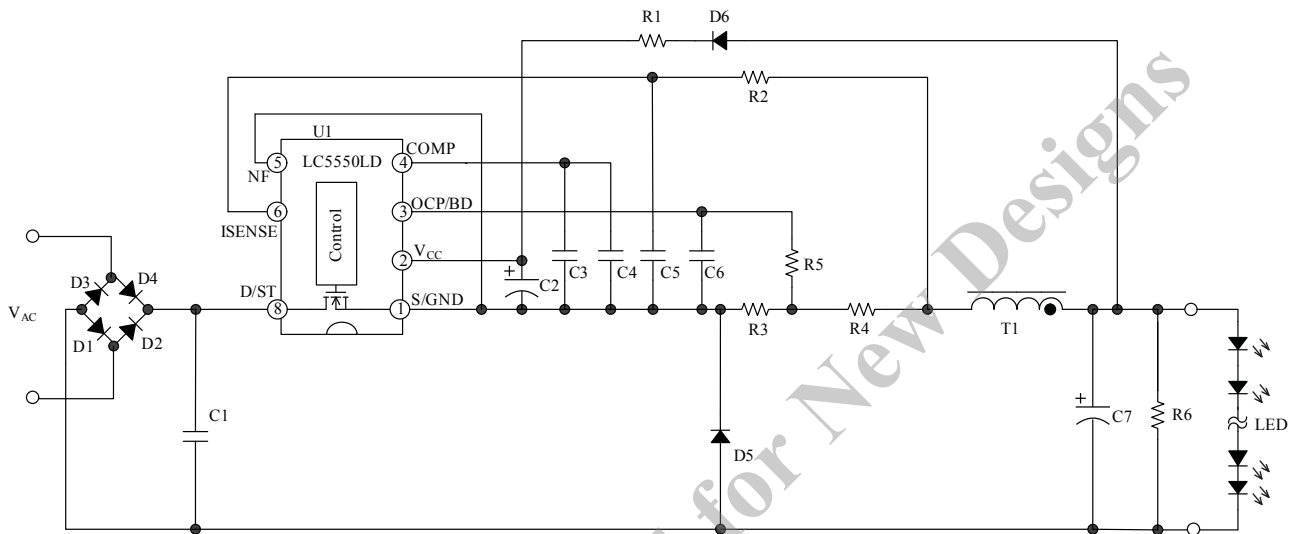 R1
D6
R2
U1
5
LC5550LD
4
COMP
NF
6
Control
3
OCP/BD
ISENSE
2
VCC
D/ST
8
1
S/GND
D3
D4
VAC
D1
D2
C1
+
C2
C3
C4
C5
C6
R5
R3
R4
T1
D5
+
C7
R6
LED
for New Designs